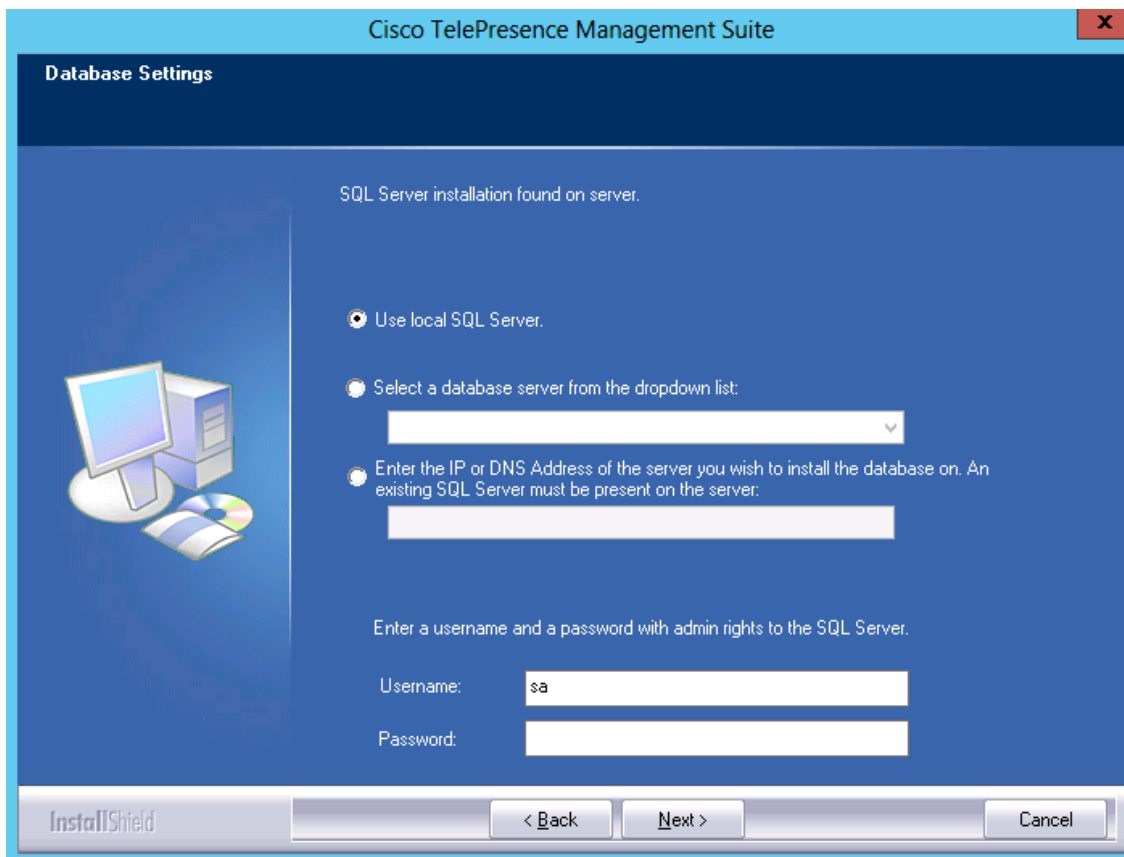 Cisco TelePresence Management Suite
x
Database Settings
SQL Server installation found on server.
Use local SQL Server.
Select a database server from the dropdown list:
Enter the IP or DNS Address of the server you wish to install the database on. An
existing SQL Server must be present on the server:
Enter a username and a password with admin rights to the SQL Server.
Username:
sa
Password:
InstallShield
< Back
Next >
Cancel